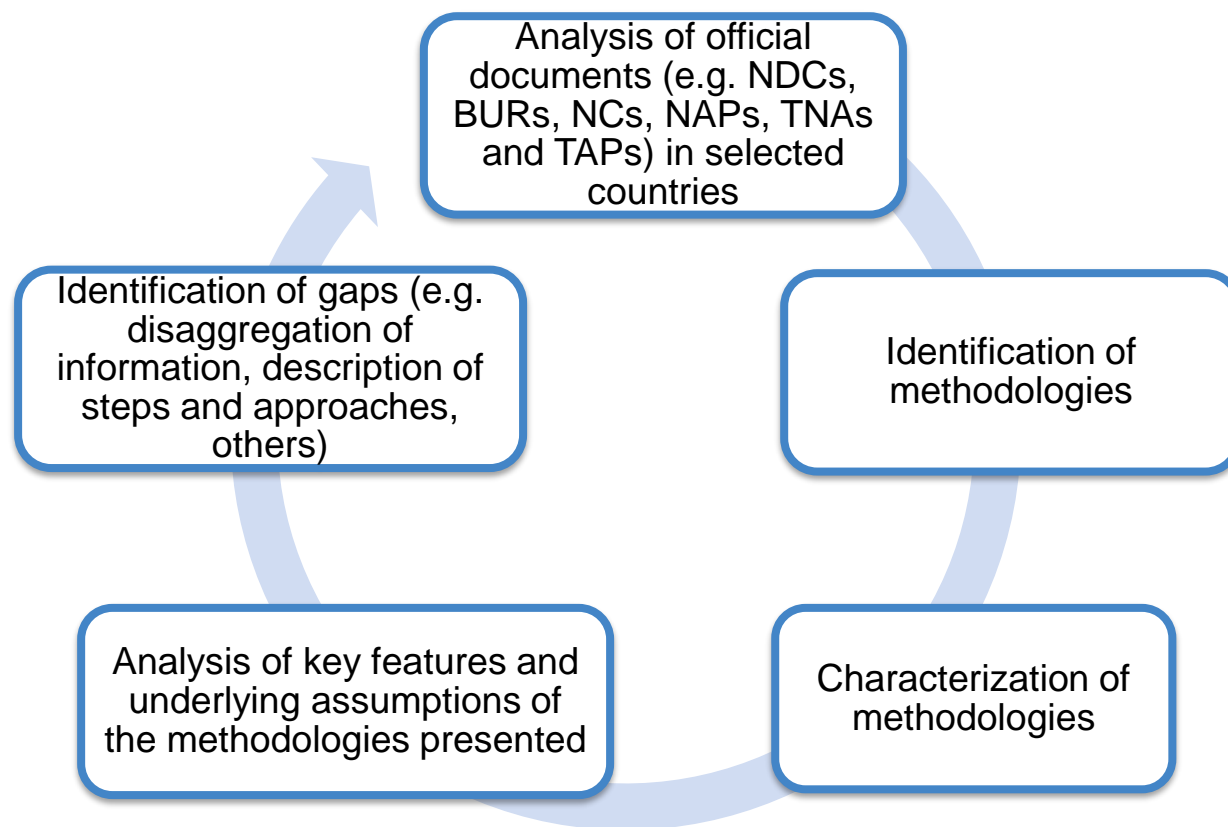 Analysis of official
documents (e.g. NDCs,
BURs, NCs, NAPs, TNAs
and TAPs) in selected
countries
Identification of
methodologies
Characterization of
methodologies
Analysis of key features and
underlying assumptions of
the methodologies presented
Identification of gaps (e.g.
disaggregation of
information, description of
steps and approaches,
others)